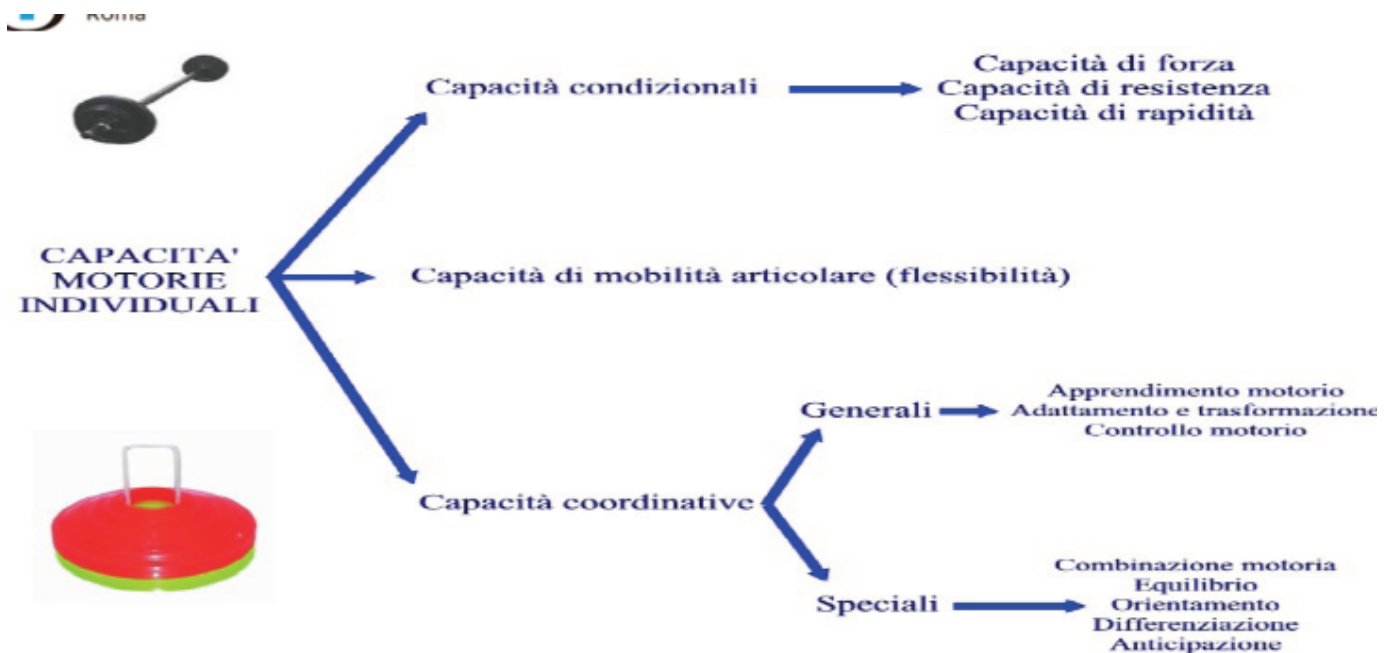 Roma
Capacità condizionali
Capacità di forza
Capacità di resistenza
Capacità di rapidità
CAPACITA'
MOTORIE
INDIVIDUALI
Capacità di mobilità articolare (flessibilità)
Capacità coordinative
Generali
Apprendimento motorio
Adattamento e trasformazione
Controllo motorio
Speciali
Combinazione motoria
Equilibrio
Orientamento
Differenziazione
Anticipazione